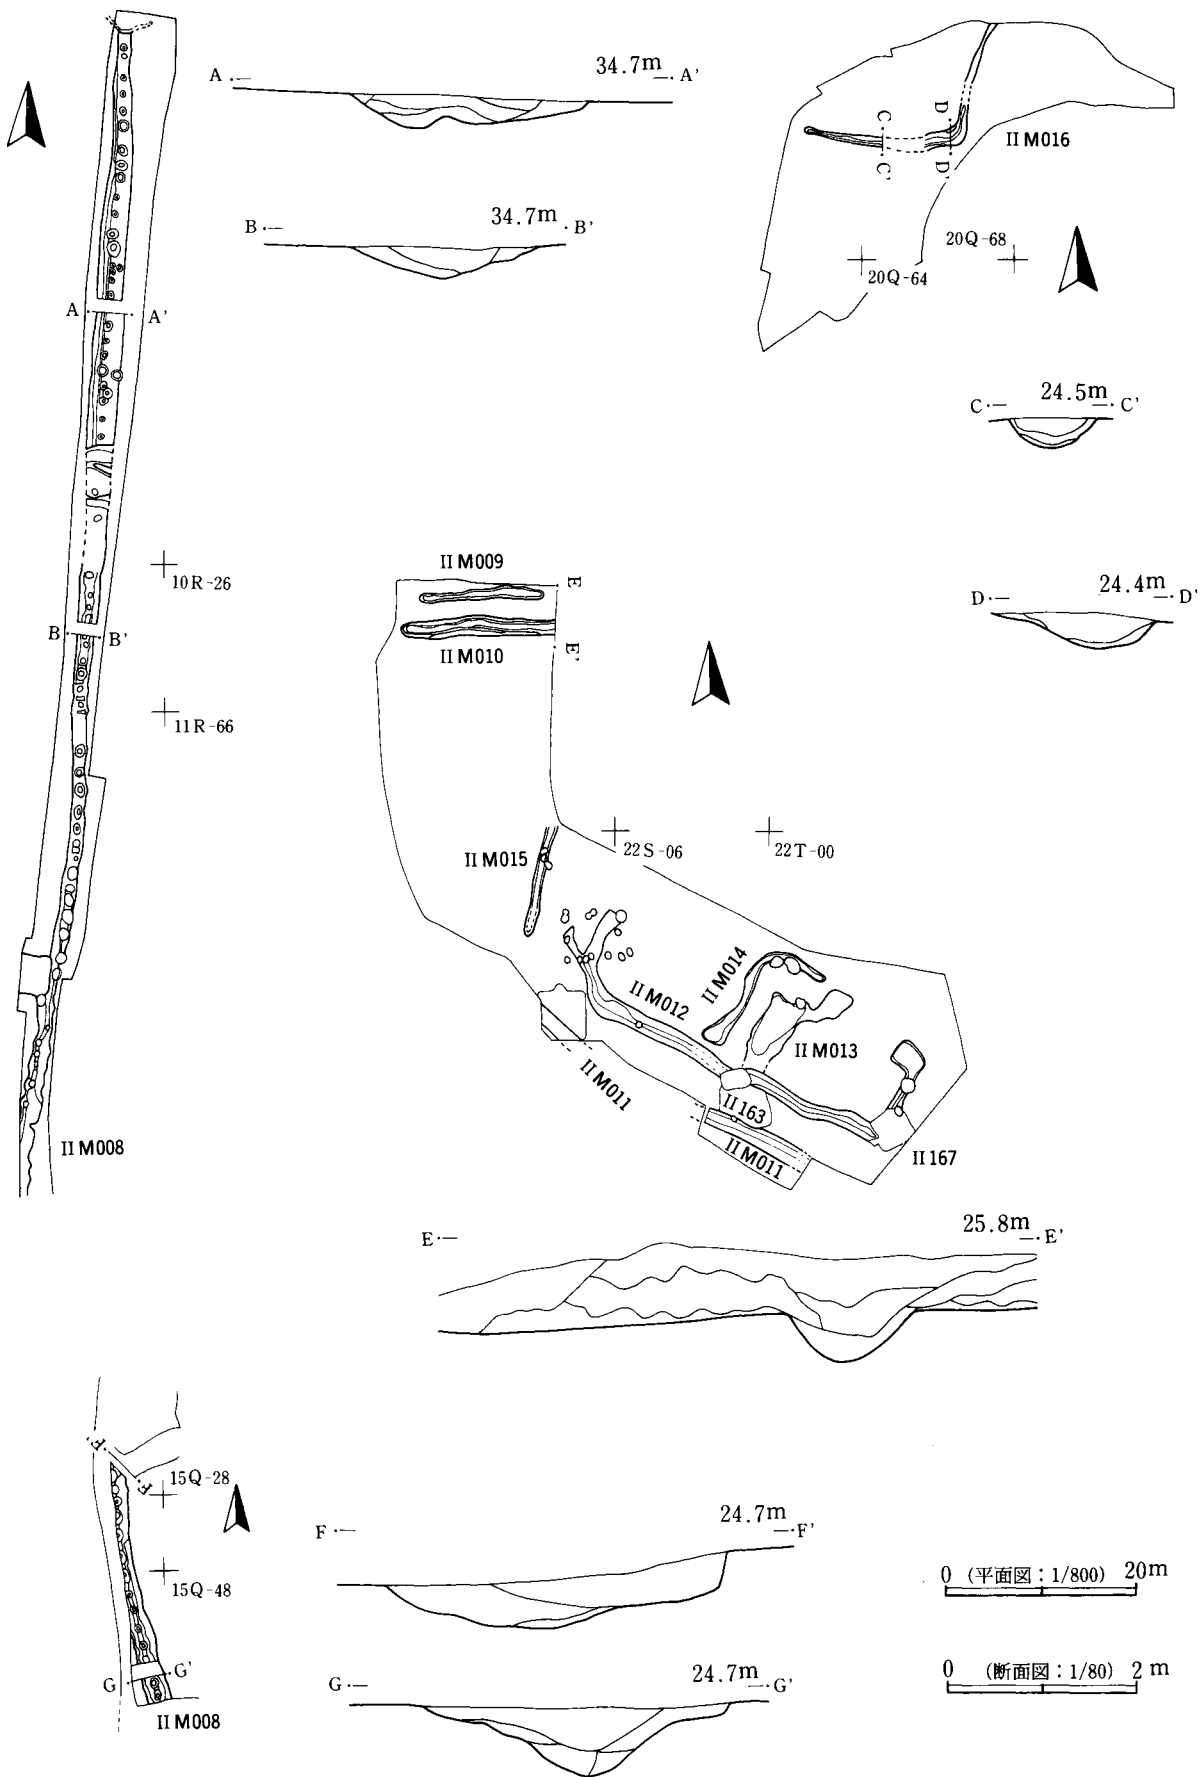 A
34.7m
A'
B
34.7m
B'
A
A'
10R-26
B
B'
11R-66
II M008
C
D
C'
D'
II M016
20Q-68
20Q-64
C
24.5m
C'
D
24.4m
D'
II M009
E
II M010
E'
II M015
22S-06
22T-00
II M014
II M012
II M013
II M011
II 163
II M011
II 167
E
25.8m
E'
F'
F
15Q-28
15Q-48
G
G'
II M008
F
24.7m
F'
G
24.7m
G'
0 (平面図：1/800) 20m
0 (断面図：1/80) 2 m